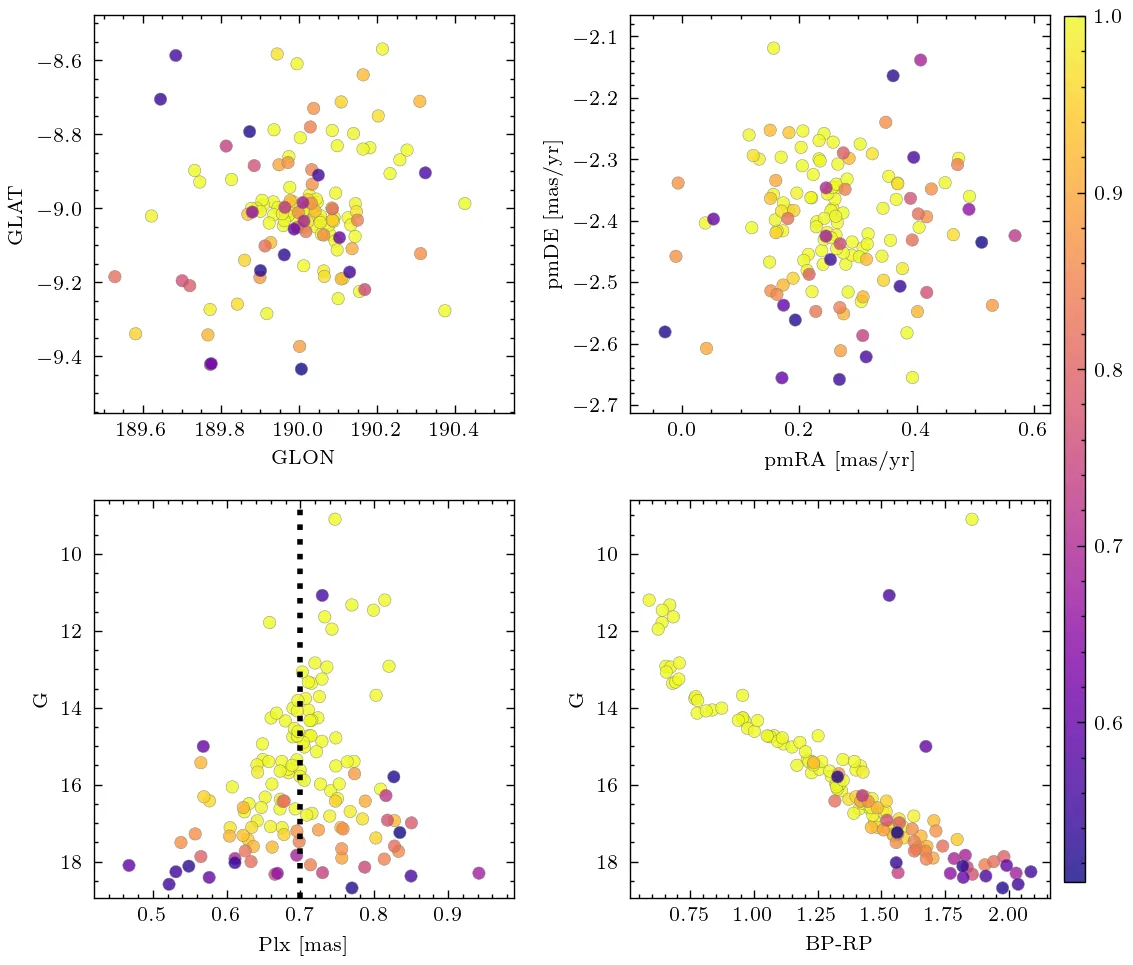 −8.6
−8.8
−9.0
−9.2
−9.4
GLAT
189.6 189.8 190.0 190.2 190.4
GLON
−2.1
−2.2
−2.3
−2.4
−2.5
−2.6
−2.7
pmDE [mas/yr]
0.0 0.2 0.4 0.6
pmRA [mas/yr]
1.0
0.9
0.8
0.7
0.6
10
12
14
16
18
G
0.5 0.6 0.7 0.8 0.9
Plx [mas]
10
12
14
16
18
G
0.75 1.00 1.25 1.50 1.75 2.00
BP-RP